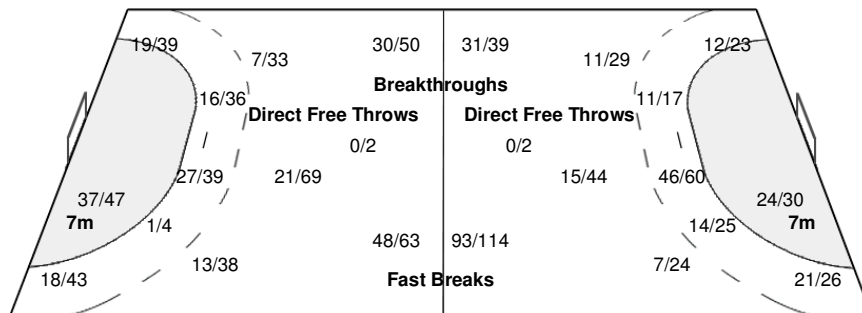 19/39 7/33 30/50 31/39 11/29 12/23
Breakthroughs
16/36 11/17
Direct Free Throws Direct Free Throws
0/2 0/2
27/39 21/69 15/44 46/60
37/47 24/30
7m 1/4 14/25 7m
48/63 93/114
13/38 7/24
18/43 Fast Breaks 21/26